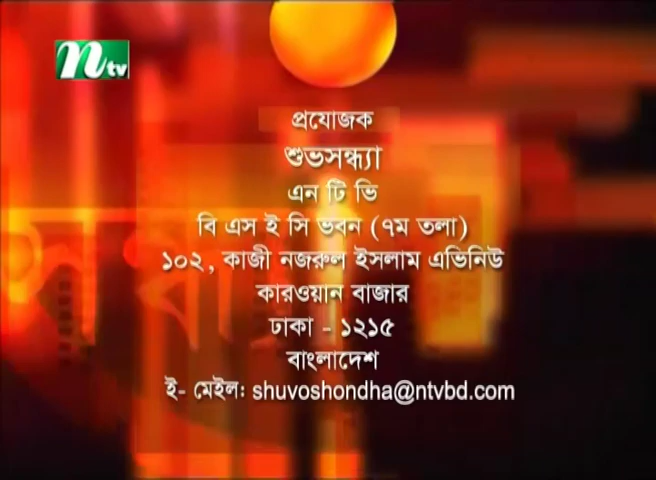 ntv
প্রযোজক
শুভসন্ধ্যা
এন টি ভি
বি এস ই সি ভবন (৭ম তলা)
১০২, কাজী নজরুল ইসলাম এভিনিউ
কারওয়ান বাজার
ঢাকা - ১২১৫
বাংলাদেশ
ই- মেইল: shuvoshondha@ntvbd.com